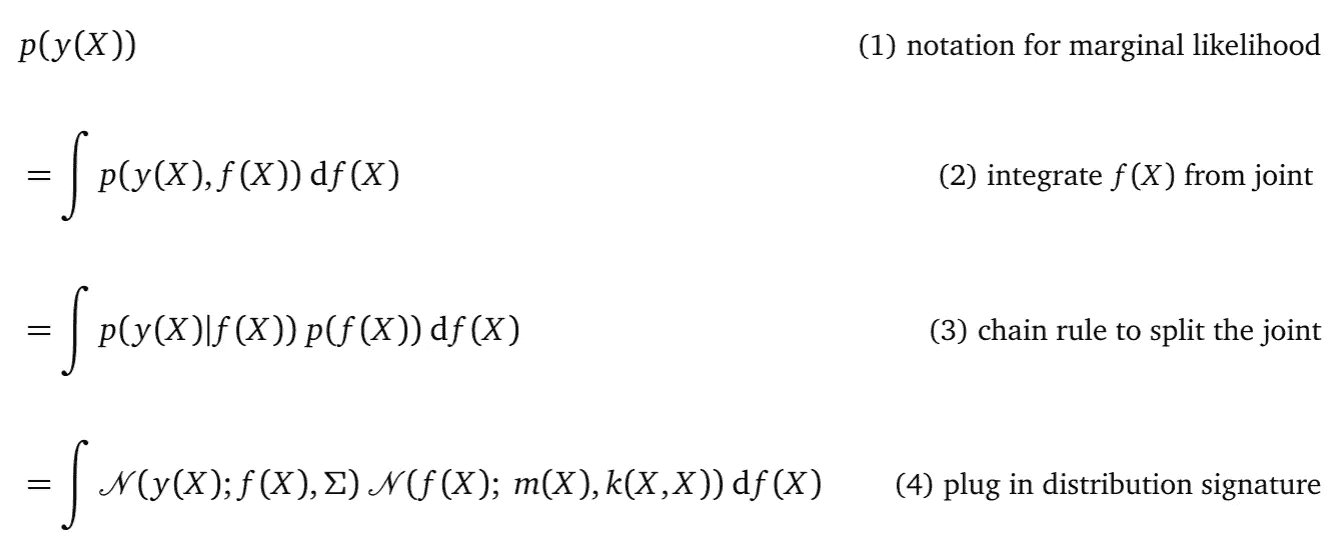 p(y(X)) (1) notation for marginal likelihood
= ∫ p(y(X), f(X)) df(X) (2) integrate f(X) from joint
= ∫ p(y(X)|f(X)) p(f(X)) df(X) (3) chain rule to split the joint
= ∫ 𝒩(y(X); f(X), Σ) 𝒩(f(X); m(X), k(X,X)) df(X) (4) plug in distribution signature